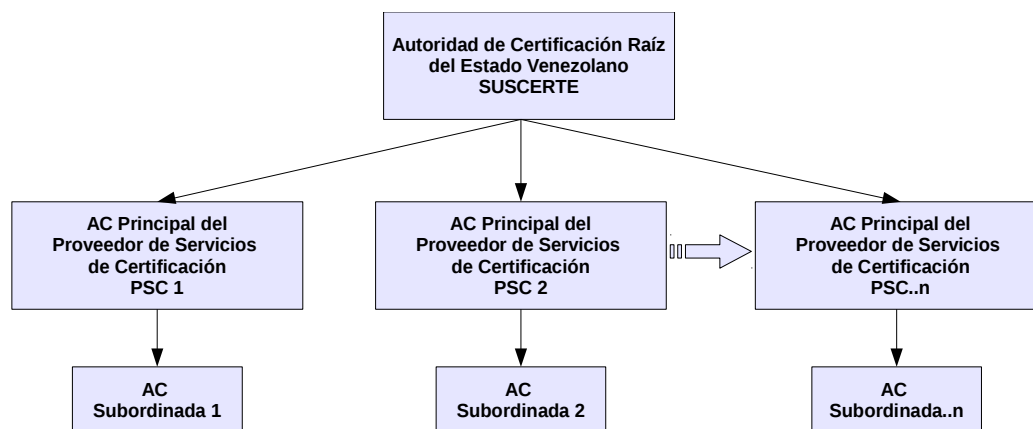 Autoridad de Certificación Raíz
del Estado Venezolano
SUSCERTE
AC Principal del
Proveedor de Servicios
de Certificación
PSC 1
AC Principal del
Proveedor de Servicios
de Certificación
PSC 2
AC Principal del
Proveedor de Servicios
de Certificación
PSC..n
AC
Subordinada 1
AC
Subordinada 2
AC
Subordinada..n